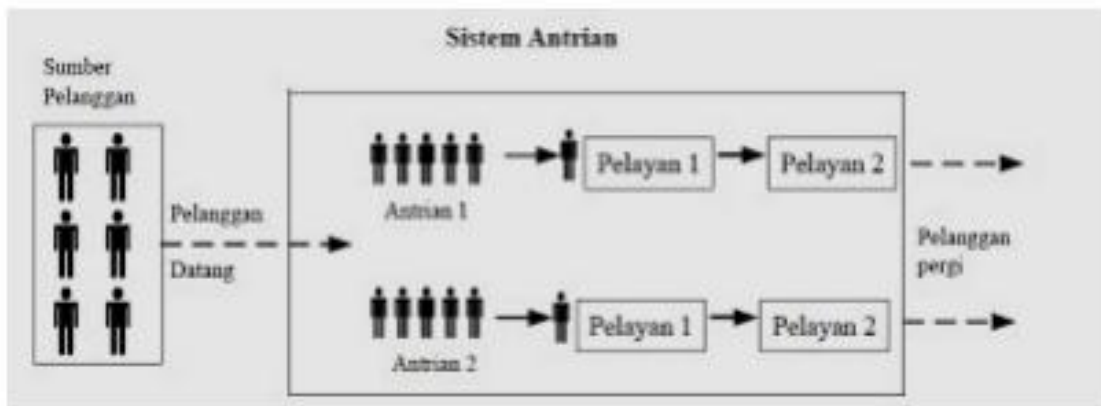 Sistem Antrian
Sumber
Pelanggan
Pelanggan
Datang
Antrian 1
Pelayan 1
Pelayan 2
Antrian 2
Pelayan 1
Pelayan 2
Pelanggan
pergi